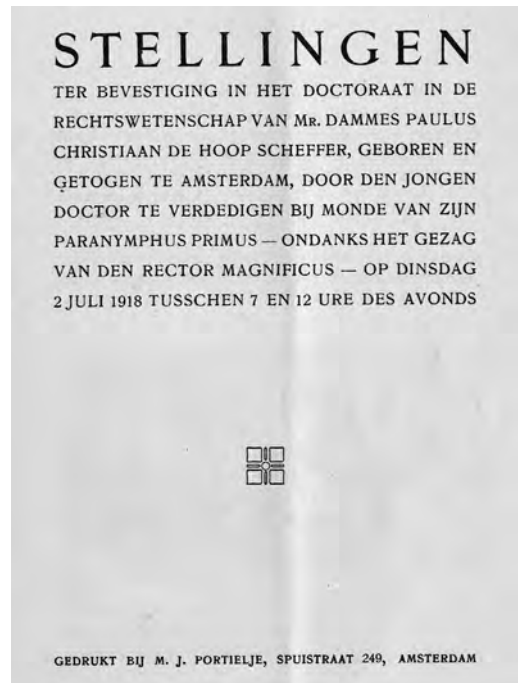 STELLINGEN
TER BEVESTIGING IN HET DOCTORAAT IN DE
RECHTSWETENSCHAP VAN MR. DAMMES PAULUS
CHRISTIAAN DE HOOP SCHEFFER, GEBOREN EN
GETOGEN TE AMSTERDAM, DOOR DEN JONGEN
DOCTOR TE VERDEDIGEN BIJ MONDE VAN ZIJN
PARANYMPHUS PRIMUS — ONDANKS HET GEZAG
VAN DEN RECTOR MAGNIFICUS — OP DINSDAG
2 JULI 1918 TUSSCHEN 7 EN 12 URE DES AVONDS
GEDRUKT BIJ M. J. PORTIELJE, SPUISTRAAT 249, AMSTERDAM